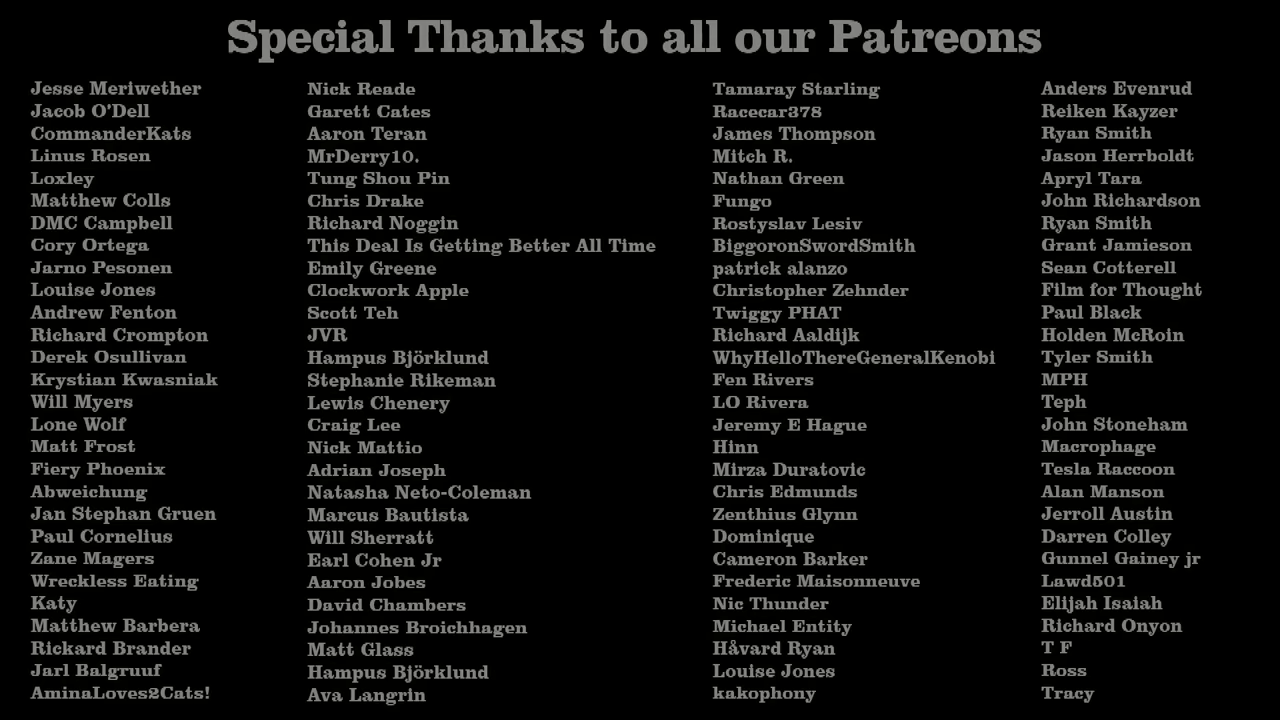 Special Thanks to all our Patreons
Jesse Meriwether
Jacob O'Dell
CommanderKats
Linus Rosen
Loxley
Matthew Colls
DMC Campbell
Cory Ortega
Jarno Pesonen
Louise Jones
Andrew Fenton
Richard Crompton
Derek Osullivan
Krystian Kwasniak
Will Myers
Lone Wolf
Matt Frost
Fiery Phoenix
Abweichung
Jan Stephan Gruen
Paul Cornelius
Zane Magers
Wreckless Eating
Katy
Matthew Barbera
Rickard Brander
Jarl Balgruuf
AminaLoves2Cats!
Nick Reade
Garett Cates
Aaron Teran
MrDerry10.
Tung Shou Pin
Chris Drake
Richard Noggin
This Deal Is Getting Better All Time
Emily Greene
Clockwork Apple
Scott Teh
JVR
Hampus Björklund
Stephanie Rikeman
Lewis Chenery
Craig Lee
Nick Mattio
Adrian Joseph
Natasha Neto-Coleman
Marcus Bautista
Will Sherratt
Earl Cohen Jr
Aaron Jobes
David Chambers
Johannes Broichhagen
Matt Glass
Hampus Björklund
Ava Langrin
Tamaray Starling
Racecar378
James Thompson
Mitch R.
Nathan Green
Fungo
Rostyslav Lesiv
BiggoronSwordSmith
patrick alanzo
Christopher Zehnder
Twiggy PHAT
Richard Aaldijk
WhyHelloThereGeneralKenobi
Fen Rivers
LO Rivera
Jeremy E Hague
Hinn
Mirza Duratovic
Chris Edmunds
Zenthius Glynn
Dominique
Cameron Barker
Frederic Maisonneuve
Nic Thunder
Michael Entity
Håvard Ryan
Louise Jones
kakophony
Anders Evenrud
Reiken Kayzer
Ryan Smith
Jason Herrboldt
Apryl Tara
John Richardson
Ryan Smith
Grant Jamieson
Sean Cotterell
Film for Thought
Paul Black
Holden McRoin
Tyler Smith
MPH
Teph
John Stoneham
Macrophage
Tesla Raccoon
Alan Manson
Jerroll Austin
Darren Colley
Gunnel Gainey jr
Lawd501
Elijah Isaiah
Richard Onyon
T F
Ross
Tracy